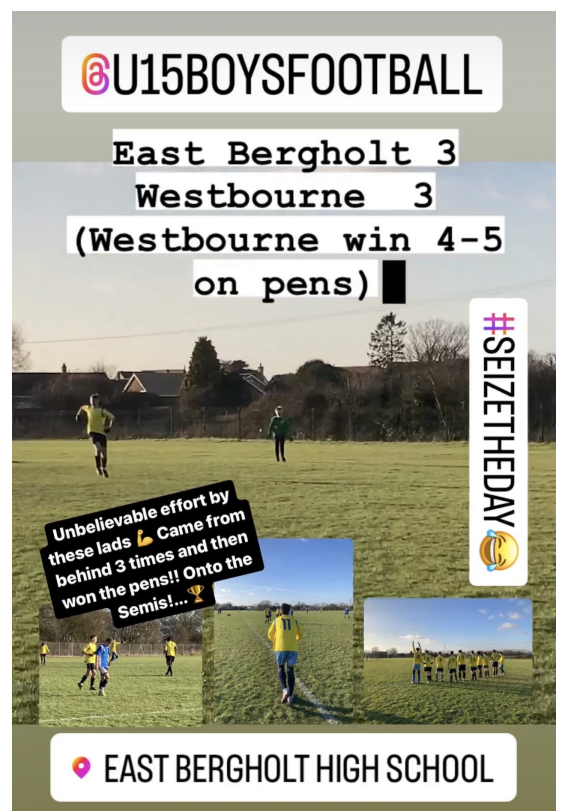 @U15BOYSFOOTBALL
East Bergholt 3
Westbourne 3
(Westbourne win 4-5
on pens)
#SEIZETHEDAY😂
Unbelievable effort by
these lads 💪 Came from
behind 3 times and then
won the pens!! Onto the
Semis!...🏆
11
EAST BERGHOLT HIGH SCHOOL